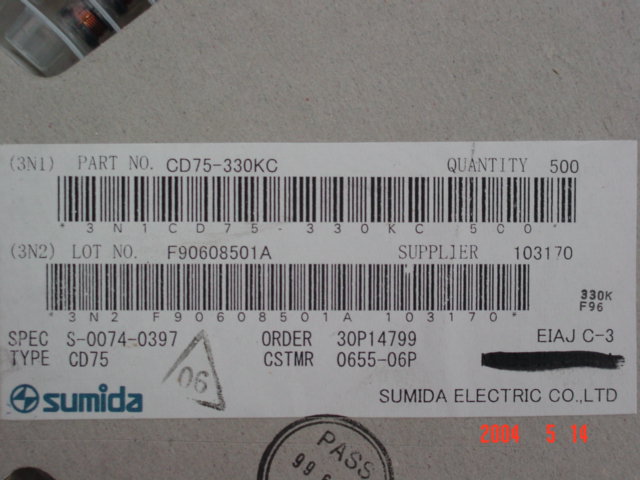 (3N1) PART NO. CD75-330KC QUANTITY 500
*3N1CD75-330KC 500*
(3N2) LOT NO. F90608501A SUPPLIER 103170
*3N2 F90608501A 103170*
330K
F96
SPEC S-0074-0397 ORDER 30P14799 EIAJ C-3
TYPE CD75 CSTMR 0655-06P
06
sumida SUMIDA ELECTRIC CO.,LTD
2004 5 14
PASS
99